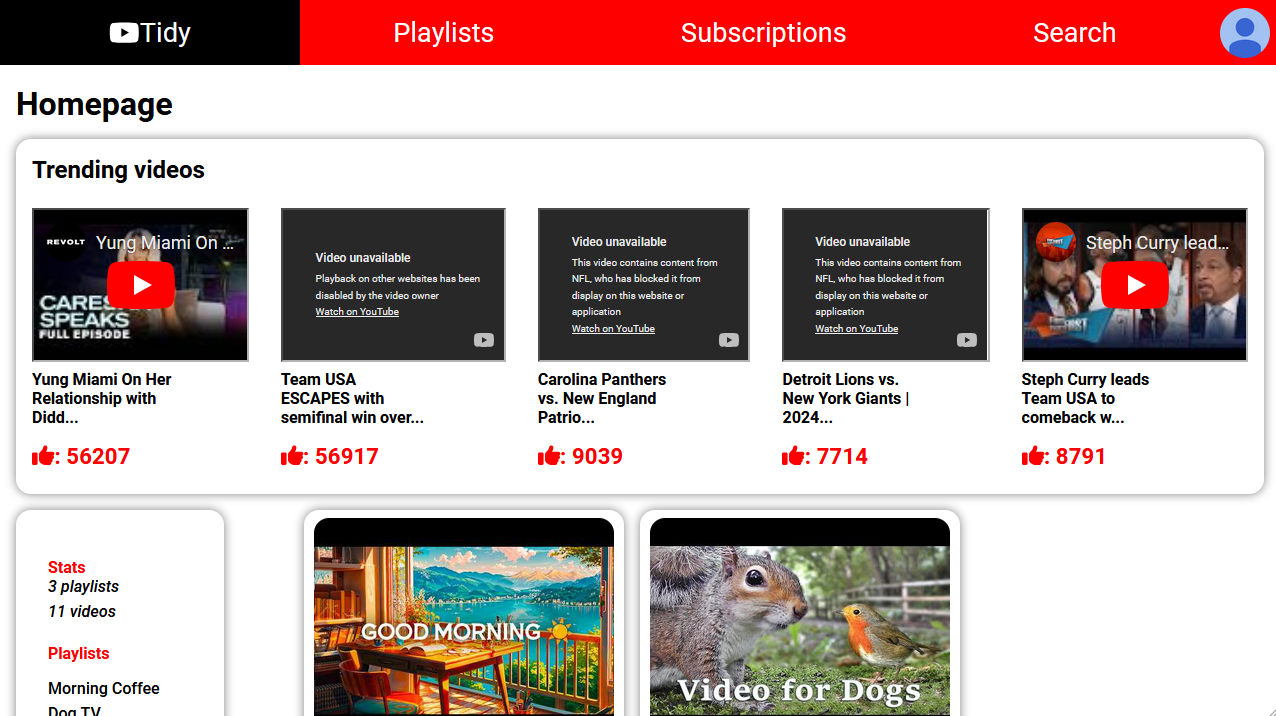 Tidy
Playlists
Subscriptions
Search
Homepage
Trending videos
REVOLT
Yung Miami On …
CARES
SPEAKS
FULL EPISODE
Yung Miami On Her
Relationship with
Didd...
: 56207
Video unavailable
Playback on other websites has been
disabled by the video owner
Watch on YouTube
Team USA
ESCAPES with
semifinal win over...
: 56917
Video unavailable
This video contains content from
NFL, who has blocked it from
display on this website or
application
Watch on YouTube
Carolina Panthers
vs. New England
Patrio...
: 9039
Video unavailable
This video contains content from
NFL, who has blocked it from
display on this website or
application
Watch on YouTube
Detroit Lions vs.
New York Giants |
2024...
: 7714
Steph Curry lead…
Steph Curry leads
Team USA to
comeback w...
: 8791
Stats
3 playlists
11 videos
Playlists
Morning Coffee
Dog TV
GOOD MORNING
Video for Dogs